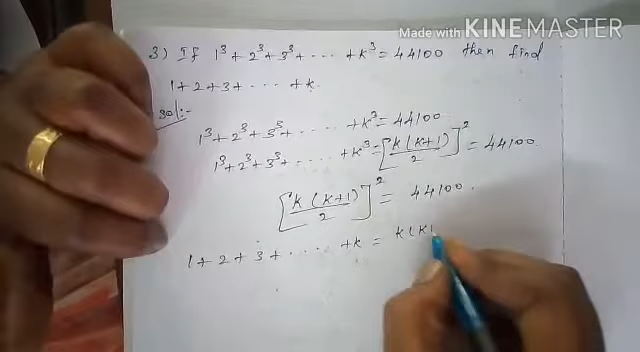 Made with KINEMASTER
3) If 1³ + 2³ + 3³ + ····· + k³ = 44100 then find
1 + 2 + 3 + ····· + k.
Sol:-
1³ + 2³ + 3³ + ····· + k³ = 44100
1³ + 2³ + 3³ + ····· + k³ = [k(k+1)/2]² = 44100.
[k(k+1)/2]² = 44100.
1 + 2 + 3 + ····· + k = k(k